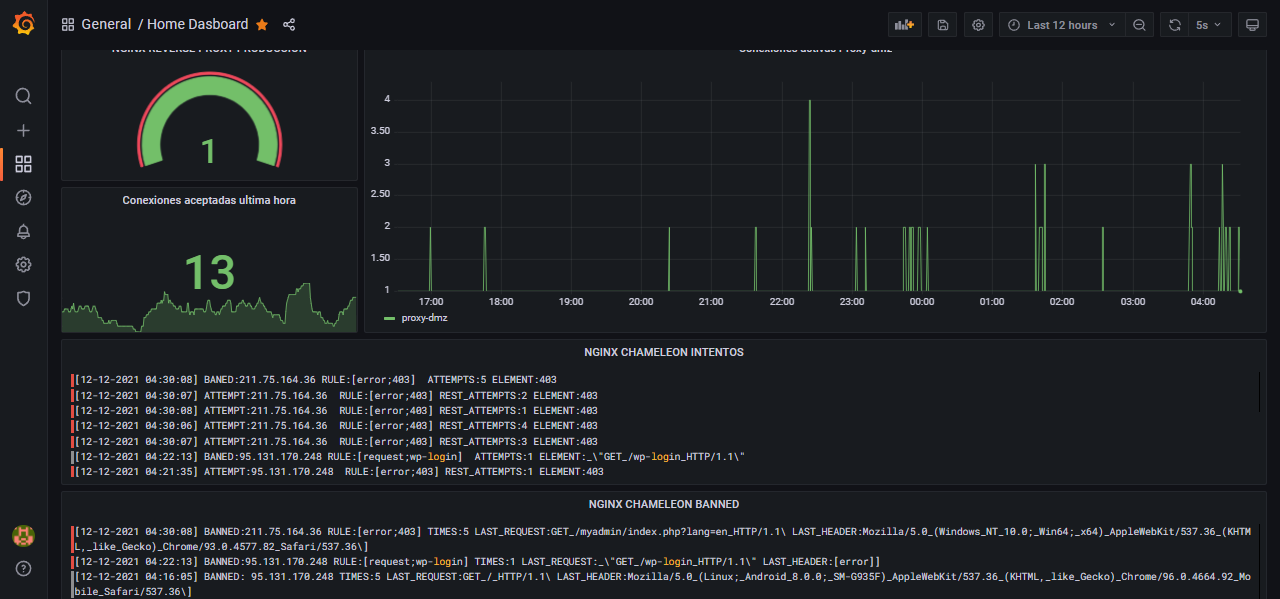 General / Home Dasboard
Last 12 hours
5s
NGINX REVERSE PROXY PRODUCCION
1
Conexiones activas Proxy-dmz
4
3.50
3
2.50
2
1.50
1
17:00 18:00 19:00 20:00 21:00 22:00 23:00 00:00 01:00 02:00 03:00 04:00
proxy-dmz
Conexiones aceptadas ultima hora
13
NGINX CHAMELEON INTENTOS
[12-12-2021 04:30:08] BANED:211.75.164.36 RULE:[error;403]  ATTEMPTS:5 ELEMENT:403
[12-12-2021 04:30:07] ATTEMPT:211.75.164.36  RULE:[error;403] REST_ATTEMPTS:2 ELEMENT:403
[12-12-2021 04:30:08] ATTEMPT:211.75.164.36  RULE:[error;403] REST_ATTEMPTS:1 ELEMENT:403
[12-12-2021 04:30:06] ATTEMPT:211.75.164.36  RULE:[error;403] REST_ATTEMPTS:4 ELEMENT:403
[12-12-2021 04:30:07] ATTEMPT:211.75.164.36  RULE:[error;403] REST_ATTEMPTS:3 ELEMENT:403
[12-12-2021 04:22:13] BANED:95.131.170.248 RULE:[request;wp-login]  ATTEMPTS:1 ELEMENT:_\"GET_/wp-login_HTTP/1.1\"
[12-12-2021 04:21:35] ATTEMPT:95.131.170.248  RULE:[error;403] REST_ATTEMPTS:1 ELEMENT:403
NGINX CHAMELEON BANNED
[12-12-2021 04:30:08] BANNED:211.75.164.36 RULE:[error;403] TIMES:5 LAST_REQUEST:GET_/myadmin/index.php?lang=en_HTTP/1.1\ LAST_HEADER:Mozilla/5.0_(Windows_NT_10.0;_Win64;_x64)_AppleWebKit/537.36_(KHTM
L,_like_Gecko)_Chrome/93.0.4577.82_Safari/537.36\]
[12-12-2021 04:22:13] BANNED:95.131.170.248 RULE:[request;wp-login] TIMES:1 LAST_REQUEST:_\"GET_/wp-login_HTTP/1.1\" LAST_HEADER:[error]]
[12-12-2021 04:16:05] BANNED: 95.131.170.248 TIMES:5 LAST_REQUEST:GET_/_HTTP/1.1\ LAST_HEADER:Mozilla/5.0_(Linux;_Android_8.0.0;_SM-G935F)_AppleWebKit/537.36_(KHTML,_like_Gecko)_Chrome/96.0.4664.92_Mo
bile_Safari/537.36\]